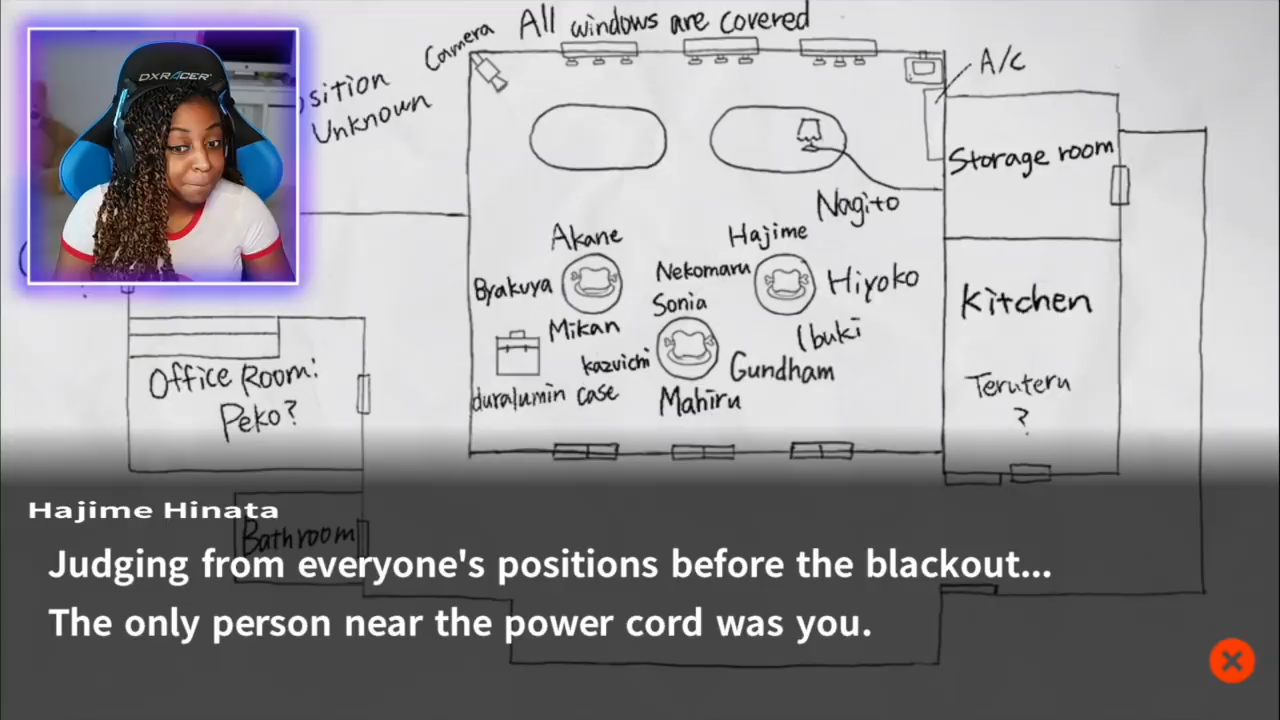 All windows are covered
Camera
A/C
DXRACER
sition
Unknown
Storage room
Nagito
Akane
Hajime
Byakuya
Nekomaru
Hiyoko
Sonia
Kitchen
Mikan
Ibuki
kazuichi
Gundham
Office Room:
Peko?
duralumin case
Mahiru
Teruteru
?
Hajime Hinata
Bathroom
Judging from everyone's positions before the blackout...
The only person near the power cord was you.